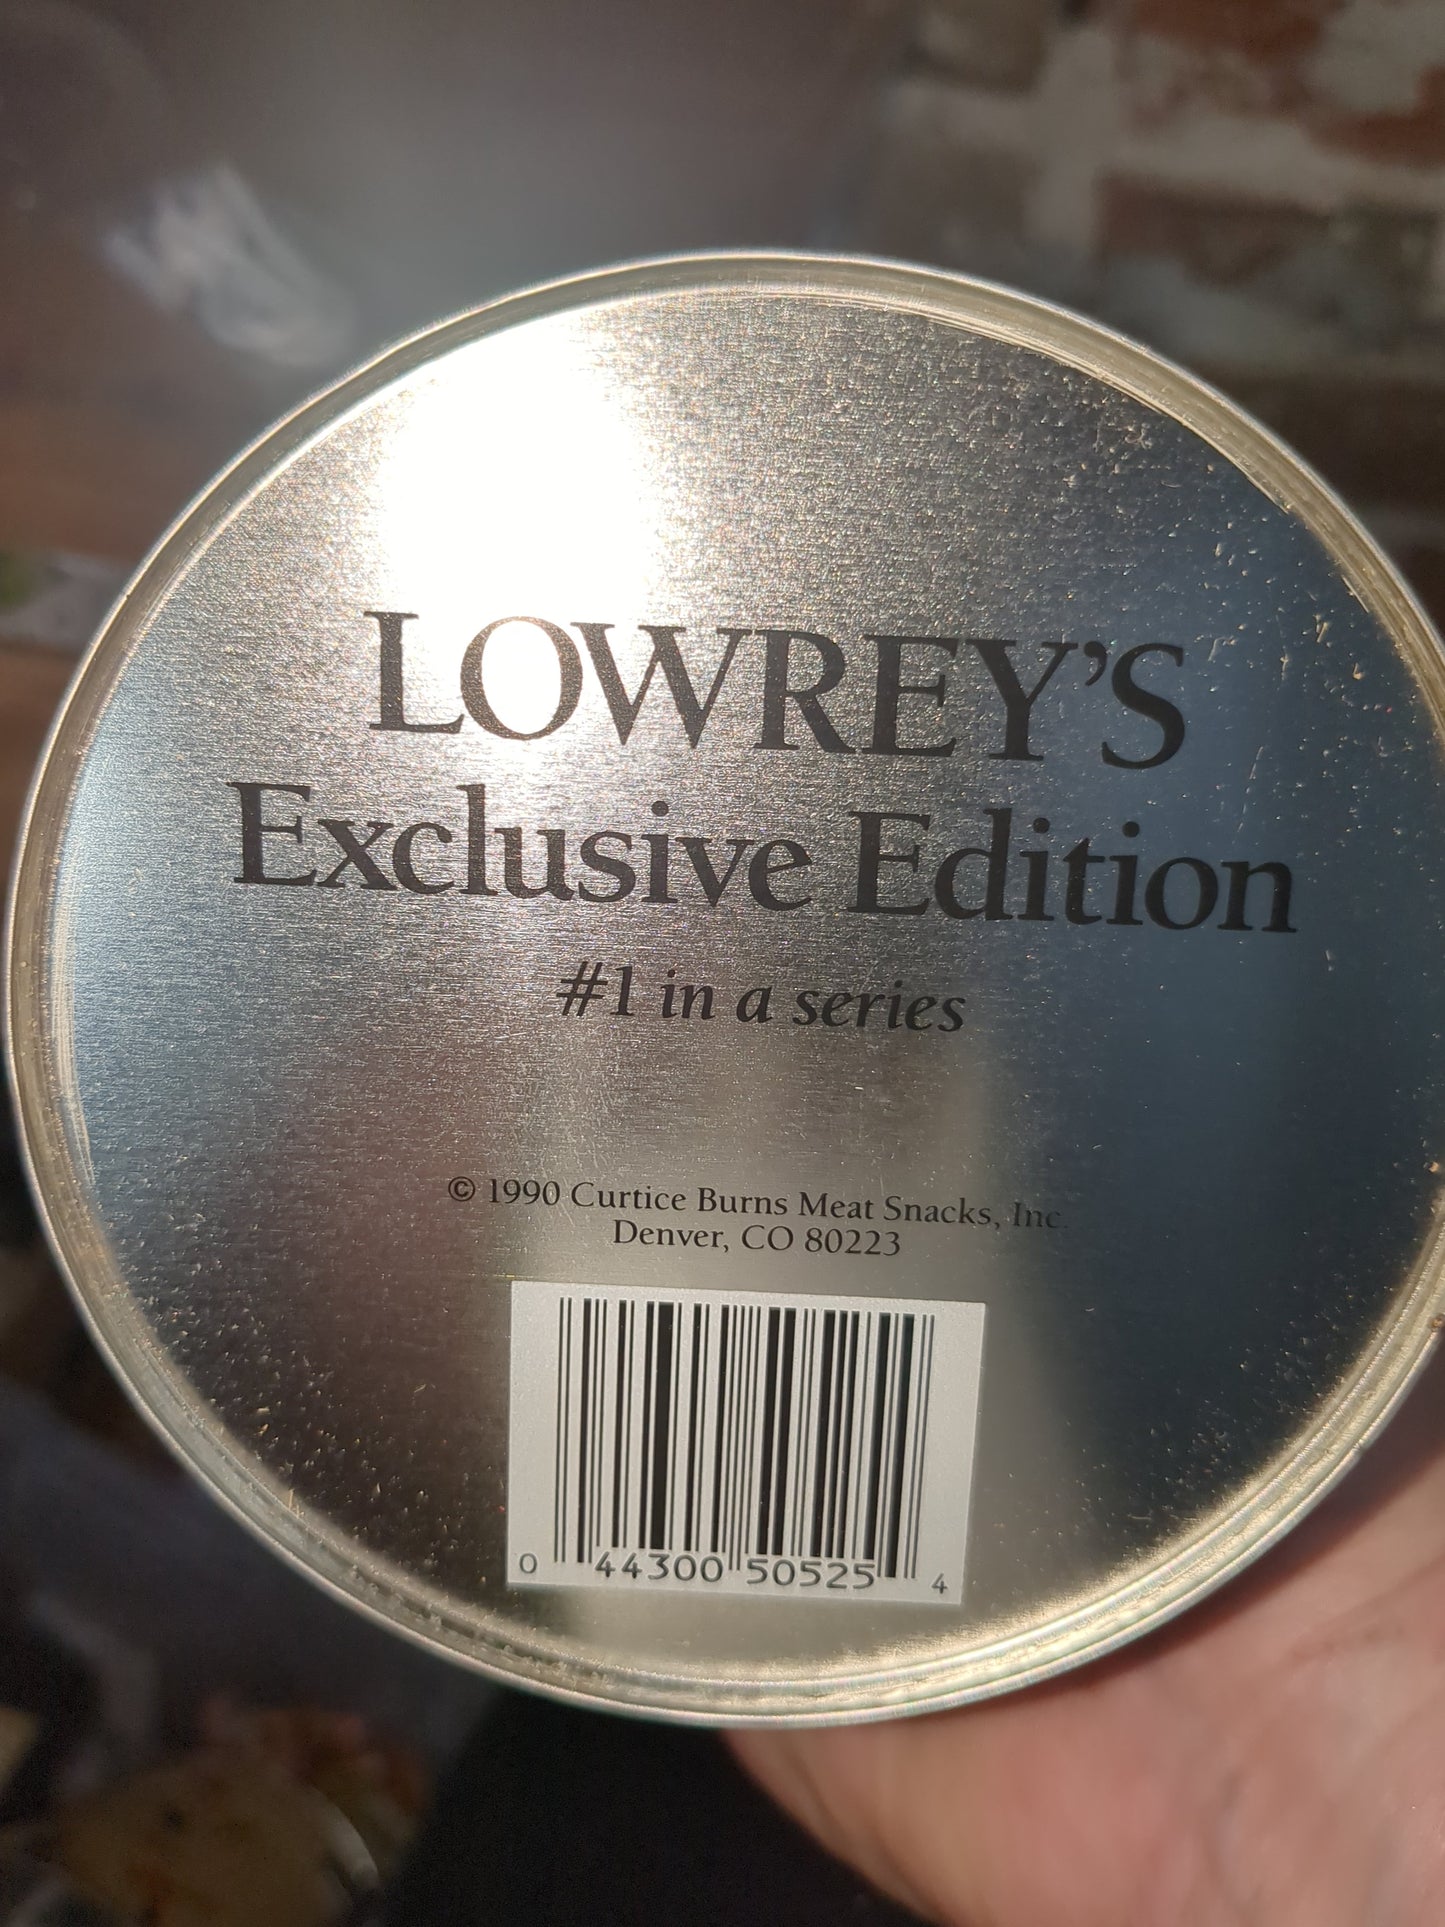 LOWREY'S
Exclusive Edition
#1 in a series
© 1990 Curtice Burns Meat Snacks, Inc.
Denver, CO 80223
0 44300 50525 4